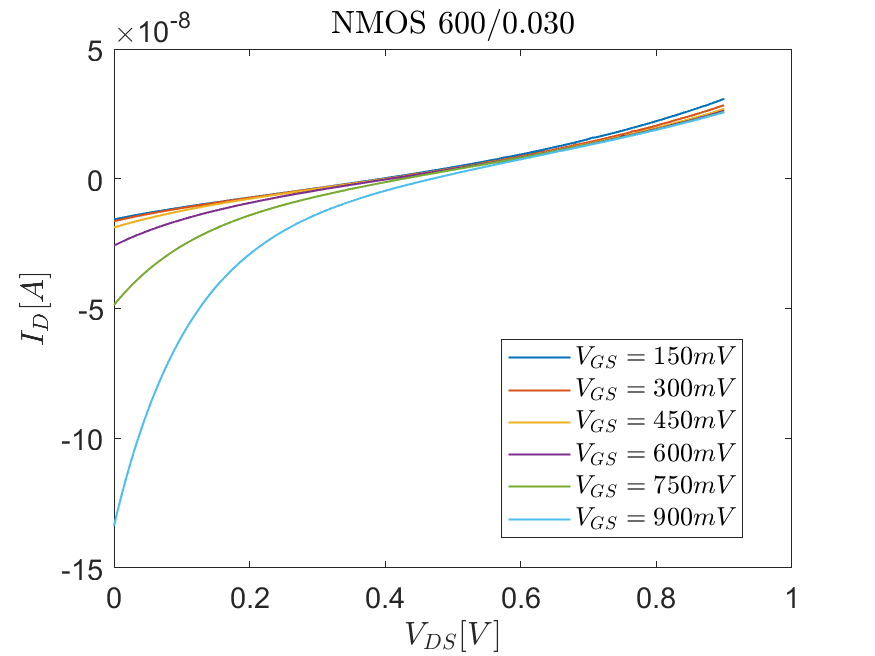 NMOS 600/0.030
×10^-8
5
0
-5
-10
-15
I_D[A]
0 0.2 0.4 0.6 0.8 1
V_DS[V]
V_GS = 150mV
V_GS = 300mV
V_GS = 450mV
V_GS = 600mV
V_GS = 750mV
V_GS = 900mV